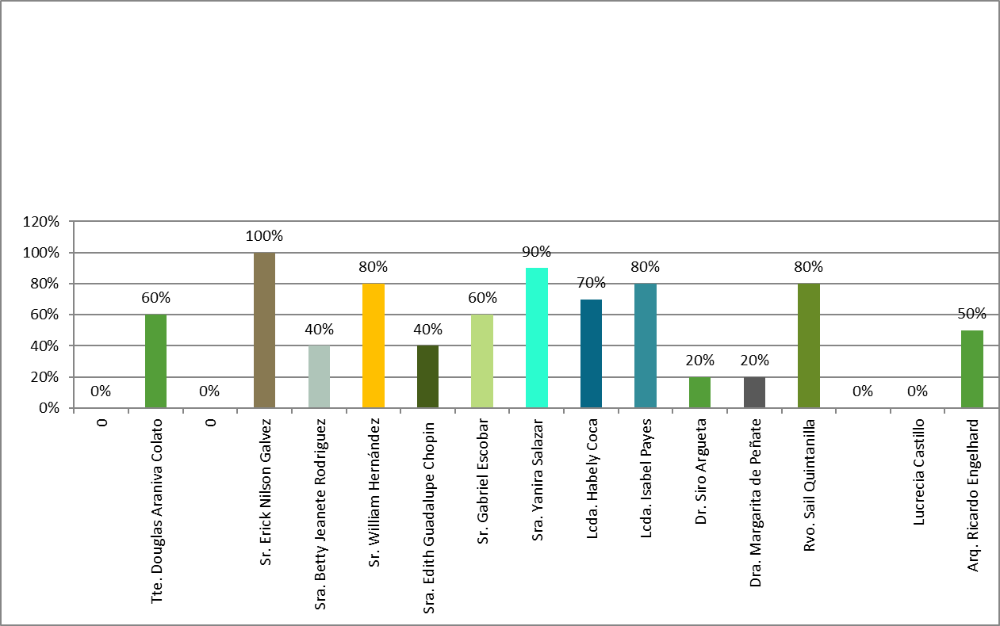 120%
100%
80%
60%
40%
20%
0%
0%
60%
0%
100%
40%
80%
40%
60%
90%
70%
80%
20%
20%
80%
0%
0%
50%
0
Tte. Douglas Araniva Colato
0
Sr. Erick Nilson Galvez
Sra. Betty Jeanete Rodriguez
Sr. William Hernández
Sra. Edith Guadalupe Chopin
Sr. Gabriel Escobar
Sra. Yanira Salazar
Lcda. Habely Coca
Lcda. Isabel Payes
Dr. Siro Argueta
Dra. Margarita de Peñate
Rvo. Sail Quintanilla
Lucrecia Castillo
Arq. Ricardo Engelhard